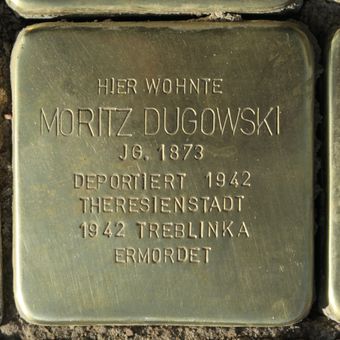 HIER WOHNTE
MORITZ DUGOWSKI
JG. 1873
DEPORTIERT 1942
THERESIENSTADT
1942 TREBLINKA
ERMORDET